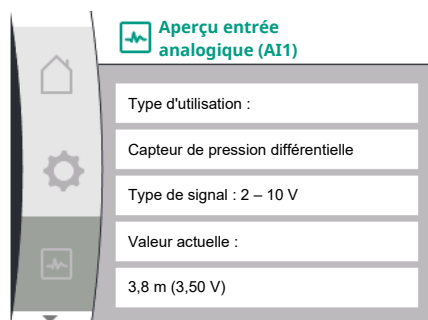 Aperçu entrée
analogique (AI1)
Type d'utilisation :
Capteur de pression différentielle
Type de signal : 2 – 10 V
Valeur actuelle :
3,8 m (3,50 V)